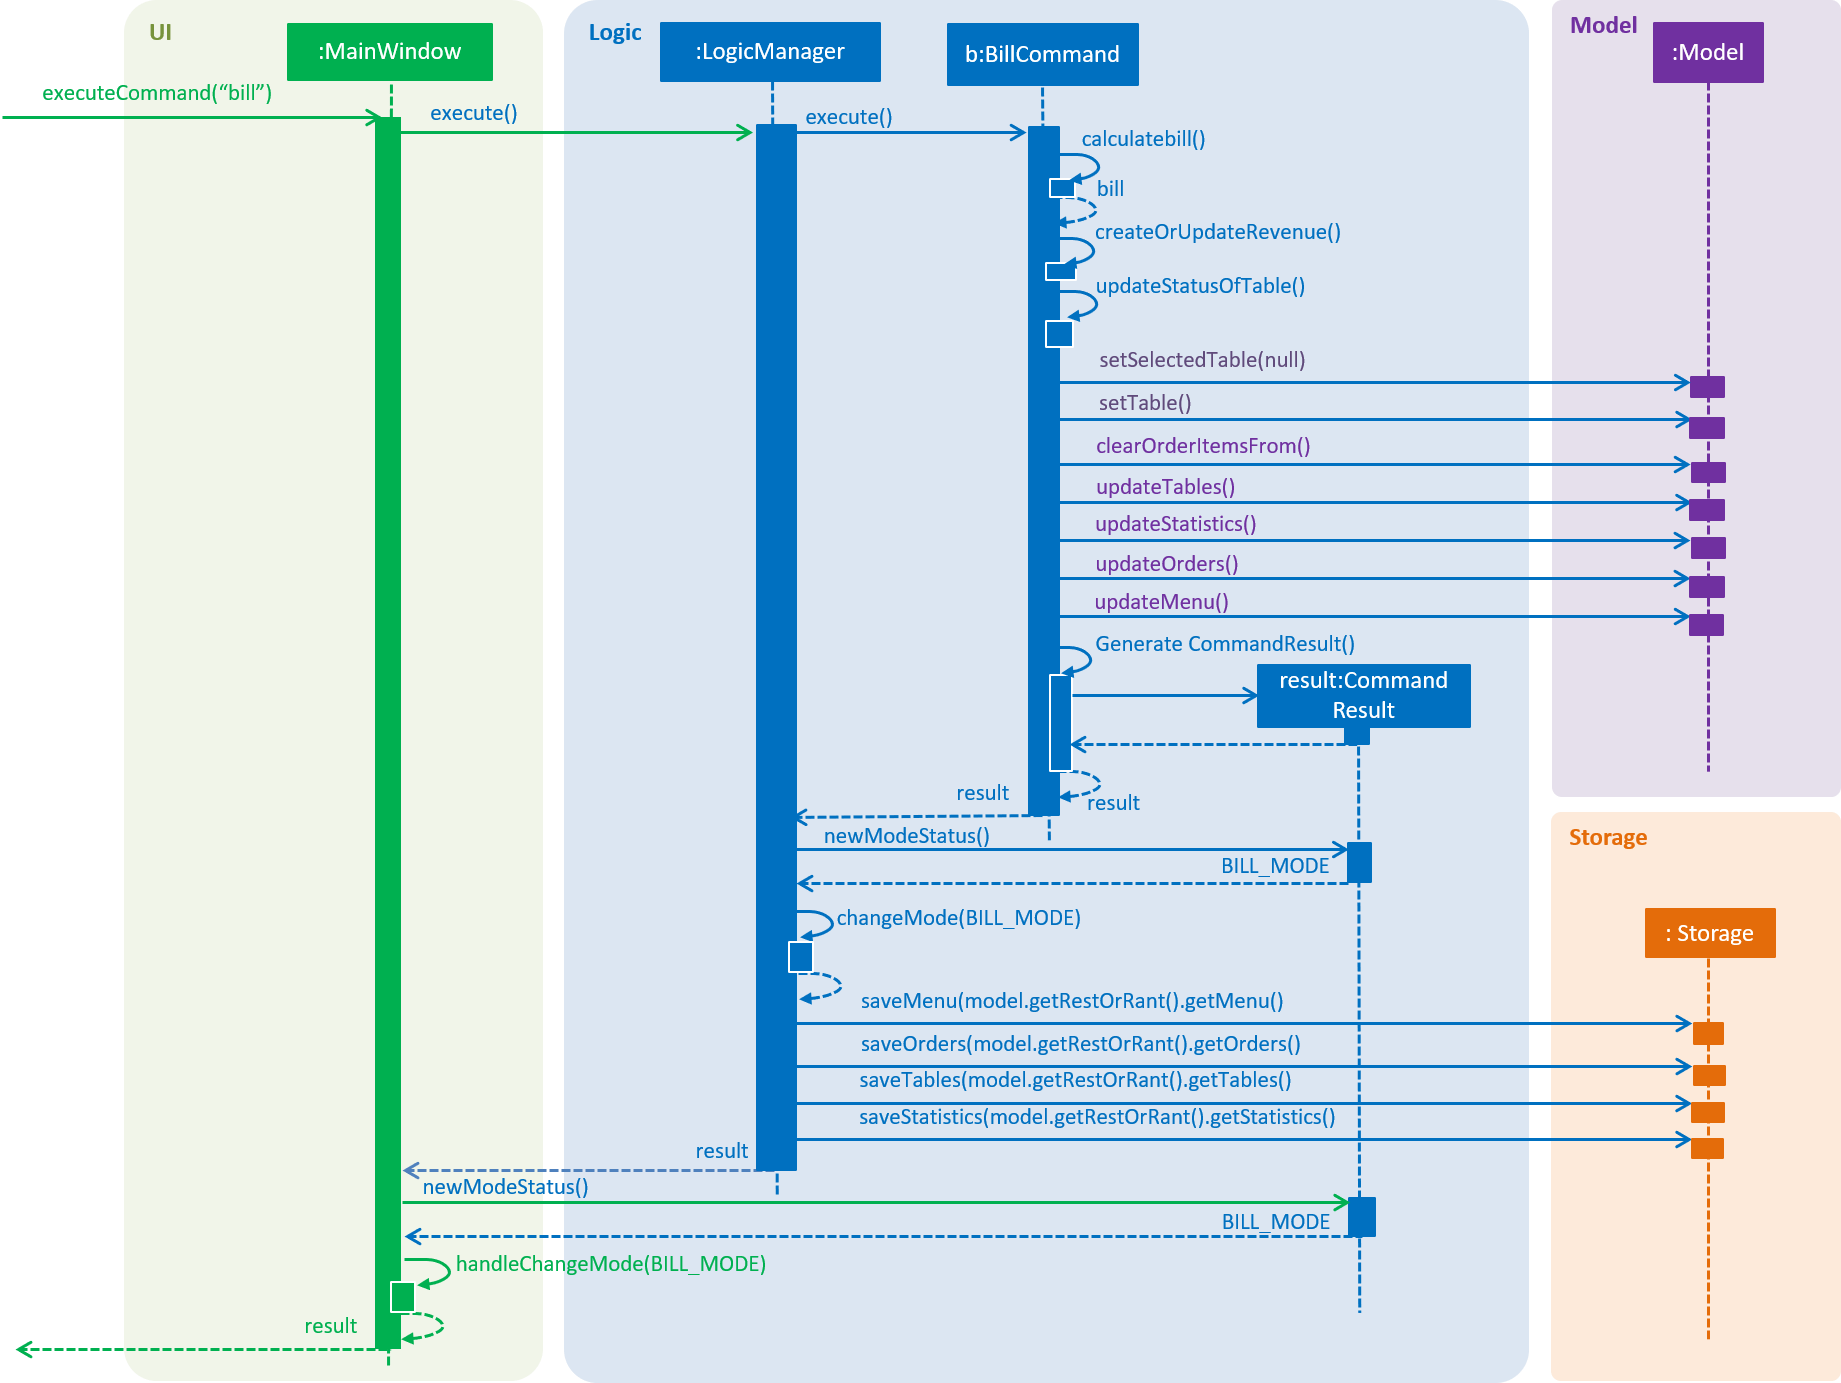 UI
Logic
Model
:MainWindow
:LogicManager
b:BillCommand
:Model
executeCommand(“bill”)
execute()
execute()
calculatebill()
bill
createOrUpdateRevenue()
updateStatusOfTable()
setSelectedTable(null)
setTable()
clearOrderItemsFrom()
updateTables()
updateStatistics()
updateOrders()
updateMenu()
Generate CommandResult()
result:Command
Result
result
result
newModeStatus()
BILL_MODE
Storage
changeMode(BILL_MODE)
: Storage
saveMenu(model.getRestOrRant().getMenu()
saveOrders(model.getRestOrRant().getOrders()
saveTables(model.getRestOrRant().getTables()
saveStatistics(model.getRestOrRant().getStatistics()
result
newModeStatus()
BILL_MODE
handleChangeMode(BILL_MODE)
result